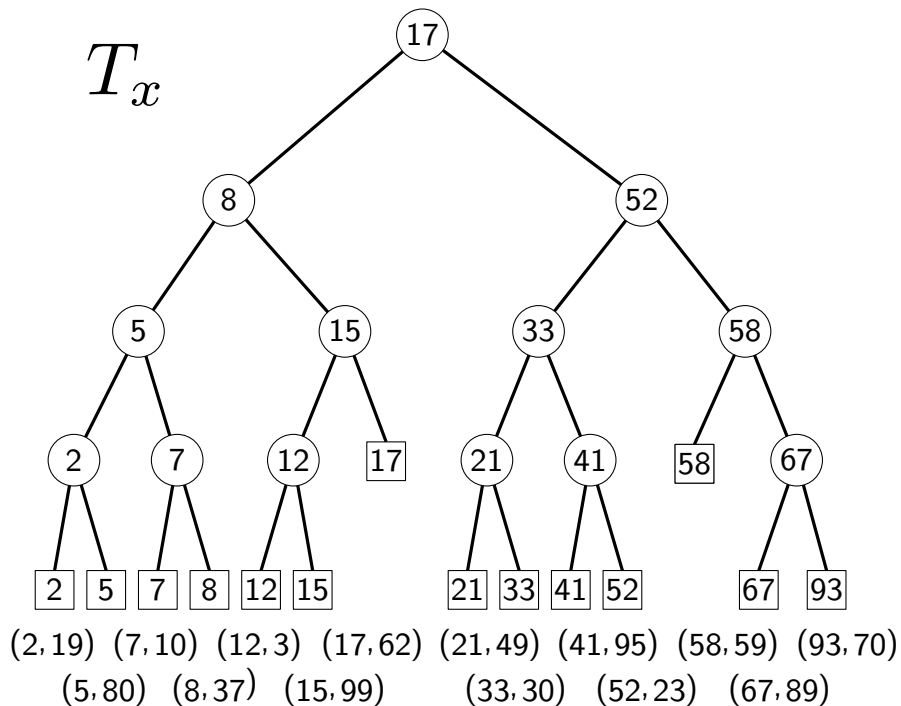 17
T_x
8 52
5 15 33 58
2 7 12 17 21 41 58 67
2 5 7 8 12 15 21 33 41 52 67 93
(2, 19) (7, 10) (12, 3) (17, 62) (21, 49) (41, 95) (58, 59) (93, 70)
(5, 80) (8, 37) (15, 99) (33, 30) (52, 23) (67, 89)